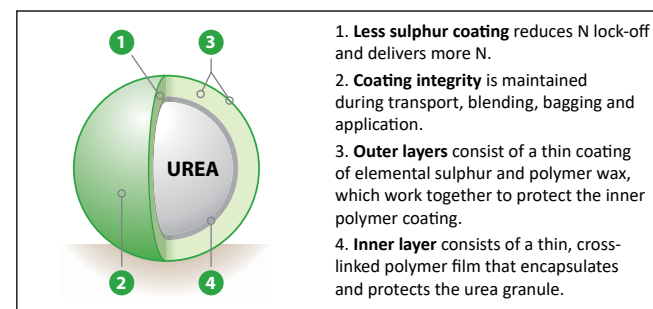 1
3
UREA
2
4
1. Less sulphur coating reduces N lock-off
and delivers more N.
2. Coating integrity is maintained
during transport, blending, bagging and
application.
3. Outer layers consist of a thin coating
of elemental sulphur and polymer wax,
which work together to protect the inner
polymer coating.
4. Inner layer consists of a thin, cross-
linked polymer film that encapsulates
and protects the urea granule.